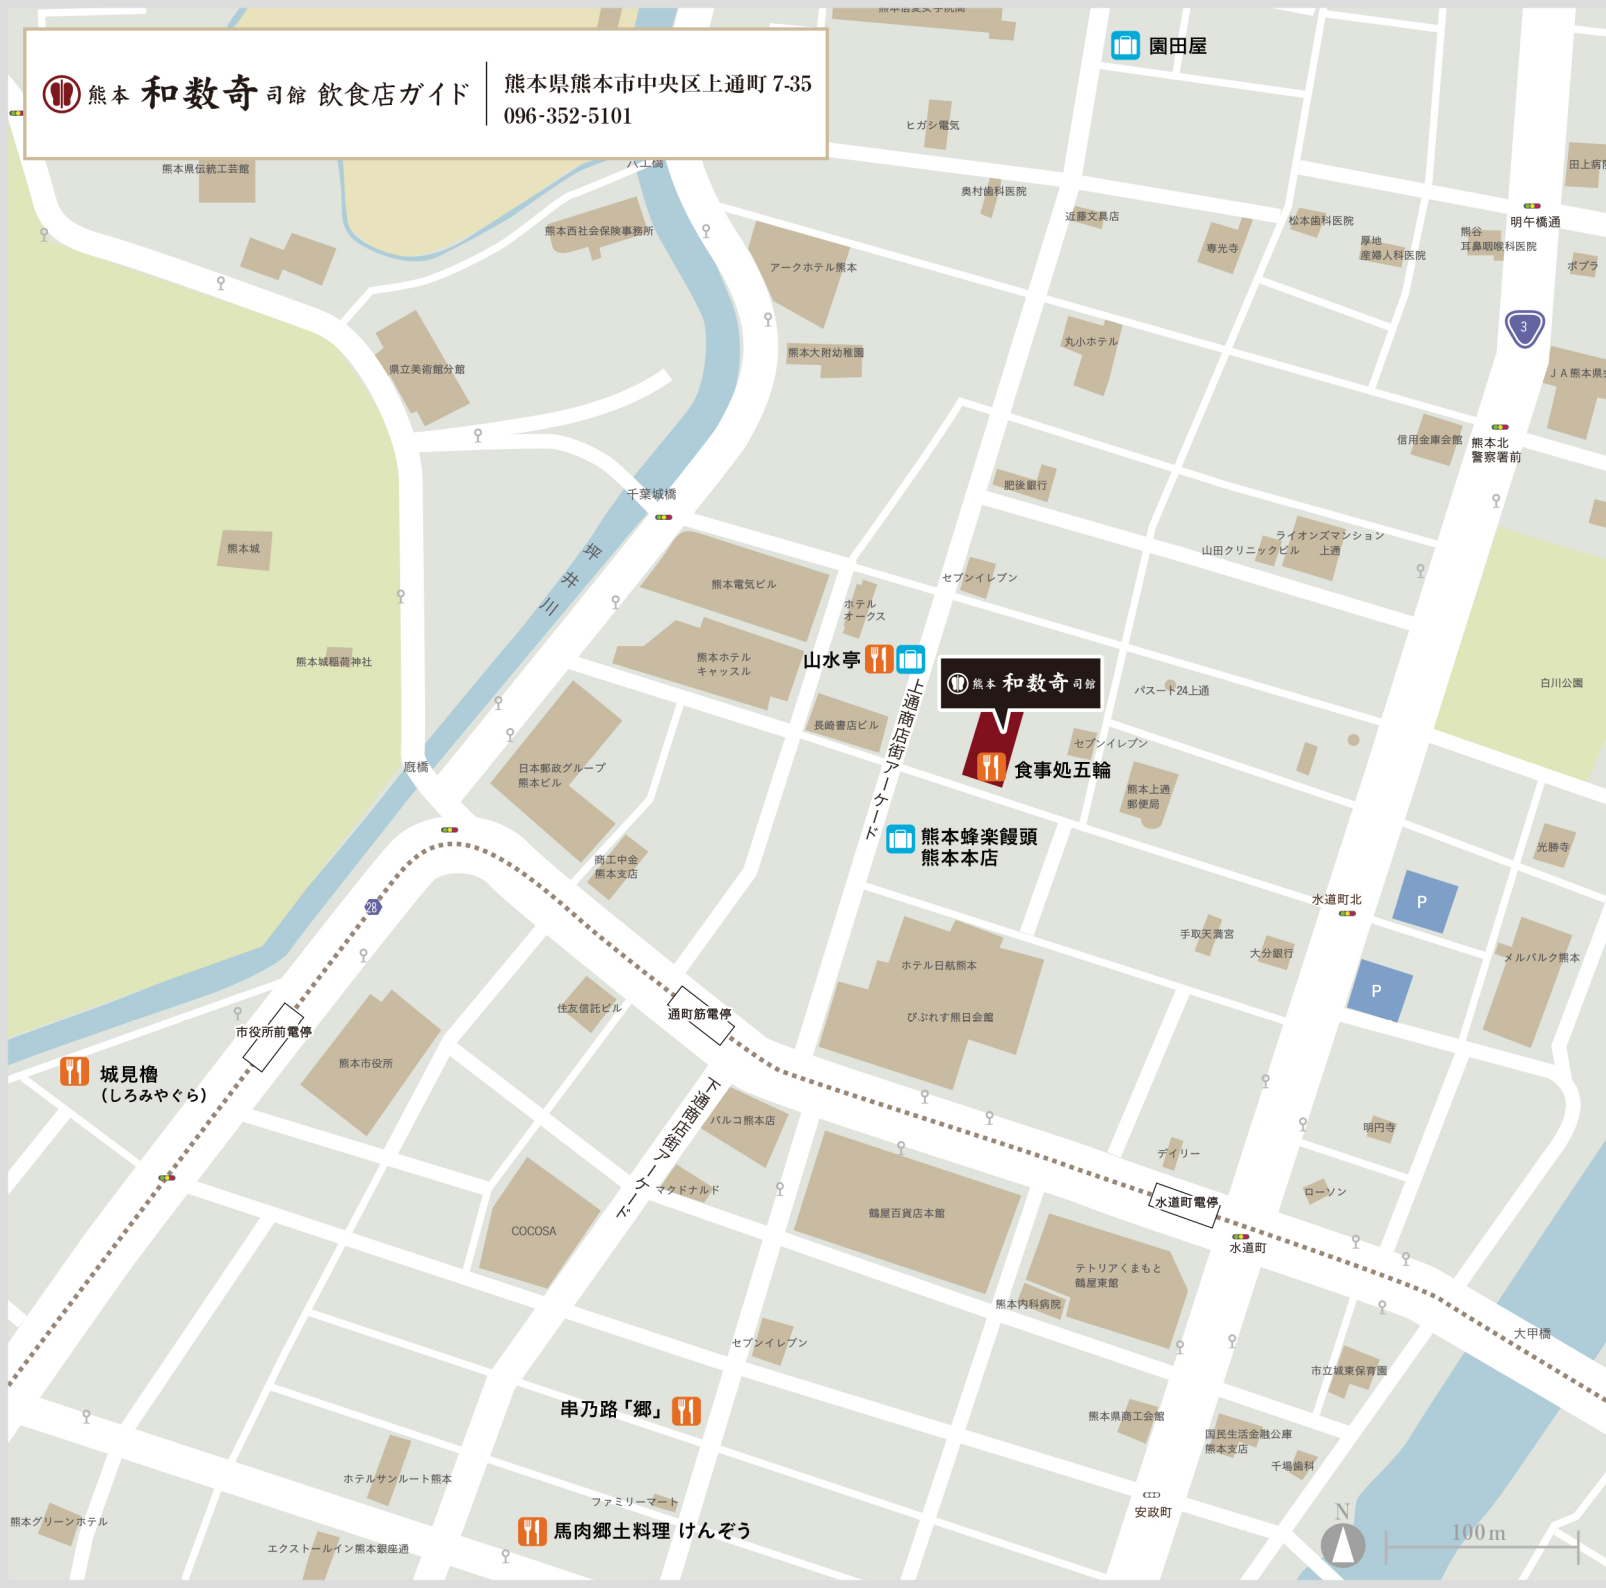 熊本信愛女学院高
園田屋
熊本 和数奇 司館 飲食店ガイド
熊本県熊本市中央区上通町 7-35
096-352-5101
ヒガシ電気
熊本県伝統工芸館
田上病院
奥村歯科医院
近藤文具店
松本歯科医院
明午橋通
熊本西社会保険事務所
専光寺
厚地
産婦人科医院
熊谷
耳鼻咽喉科医院
ポプラ
アークホテル熊本
3
丸小ホテル
熊本大附幼稚園
県立美術館分館
JA熊本県会
信用金庫会館
熊本北
警察署前
肥後銀行
千葉城橋
ライオンズマンション
上通
山田クリニックビル
熊本城
坪井川
熊本電気ビル
セブンイレブン
ホテル
オークス
熊本城稲荷神社
熊本ホテル
キャッスル
山水亭
熊本 和数奇 司館
上通商店街アーケード
パスート24上通
白川公園
長崎書店ビル
セブンイレブン
廐橋
日本郵政グループ
熊本ビル
食事処五輪
熊本上通
郵便局
熊本蜂楽饅頭
熊本本店
光勝寺
商工中金
熊本支店
28
水道町北
P
手取天満宮
大分銀行
メルパルク熊本
ホテル日航熊本
P
住友信託ビル
通町筋電停
びぷれす熊日会館
市役所前電停
熊本市役所
城見櫓
(しろみやぐら)
下通商店街アーケード
パルコ熊本店
明円寺
デイリー
マクドナルド
ローソン
水道町電停
鶴屋百貨店本館
COCOSA
水道町
テトリアくまもと
鶴屋東館
熊本内科病院
大甲橋
セブンイレブン
市立城東保育園
串乃路「郷」
熊本県商工会館
国民生活金融公庫
熊本支店
千場歯科
ホテルサンルート熊本
ファミリーマート
安政町
N
100m
熊本グリーンホテル
馬肉郷土料理 けんぞう
エクストールイン熊本銀座通